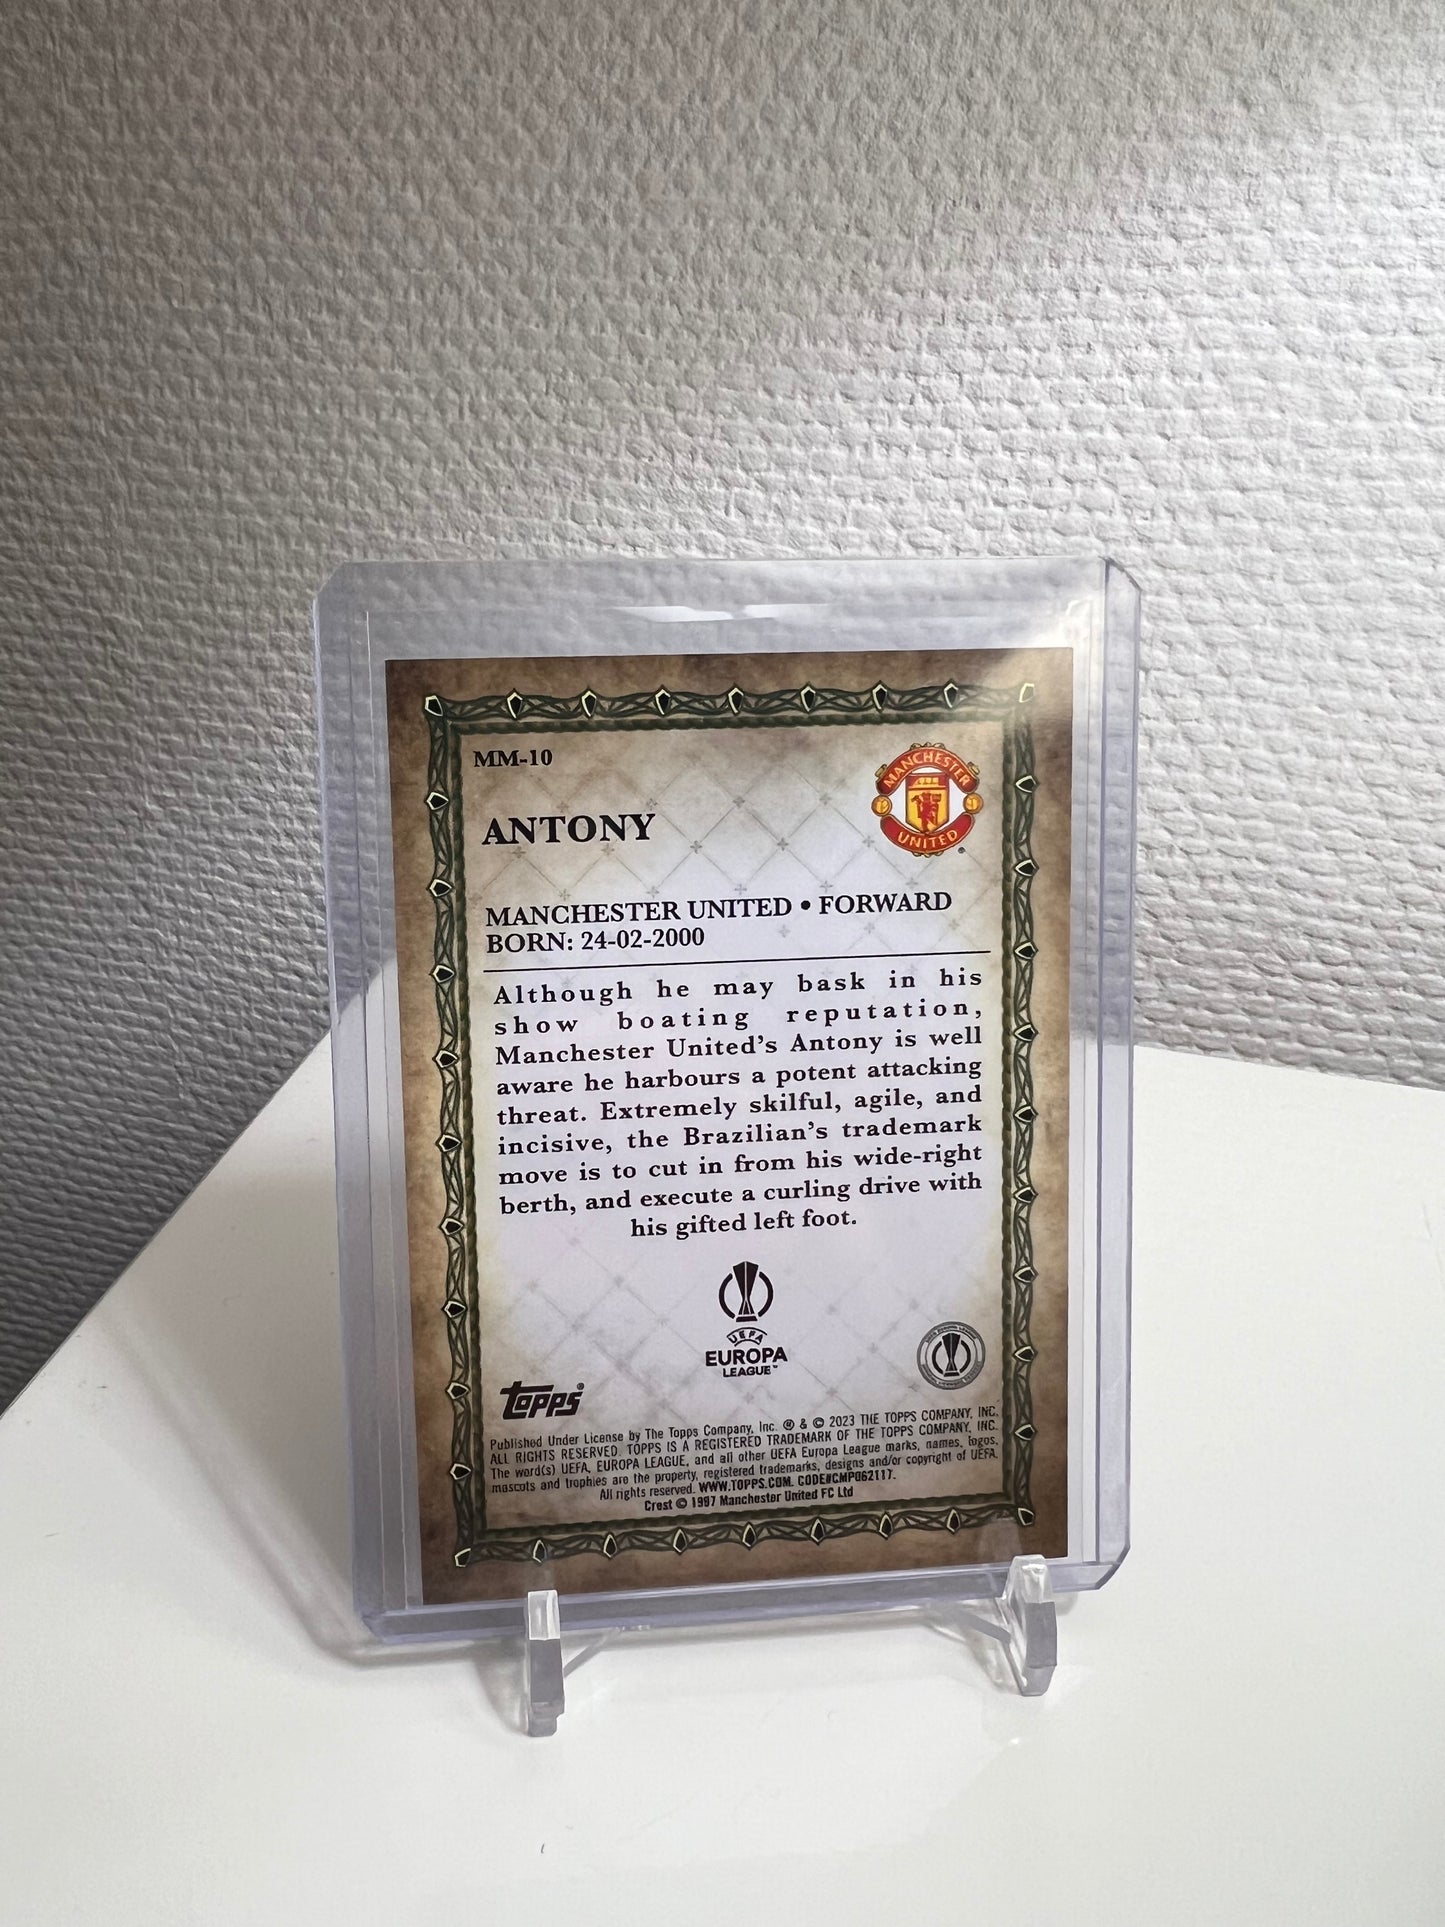 MM-10
MANCHESTER
UNITED
ANTONY
MANCHESTER UNITED • FORWARD
BORN: 24-02-2000
Although he may bask in his
show boating reputation,
Manchester United's Antony is well
aware he harbours a potent attacking
threat. Extremely skilful, agile, and
incisive, the Brazilian's trademark
move is to cut in from his wide-right
berth, and execute a curling drive with
his gifted left foot.
UEFA
EUROPA
LEAGUE™
Topps®
Published Under License by The Topps Company, Inc. ® & © 2023 THE TOPPS COMPANY, INC.
ALL RIGHTS RESERVED. TOPPS IS A REGISTERED TRADEMARK OF THE TOPPS COMPANY, INC.
The word(s) UEFA, EUROPA LEAGUE, and all other UEFA Europa League marks, names, logos,
mascots and trophies are the property, registered trademarks, designs and/or copyright of UEFA.
All rights reserved. WWW.TOPPS.COM. CODE#CMP062117.
Crest © 1997 Manchester United FC Ltd